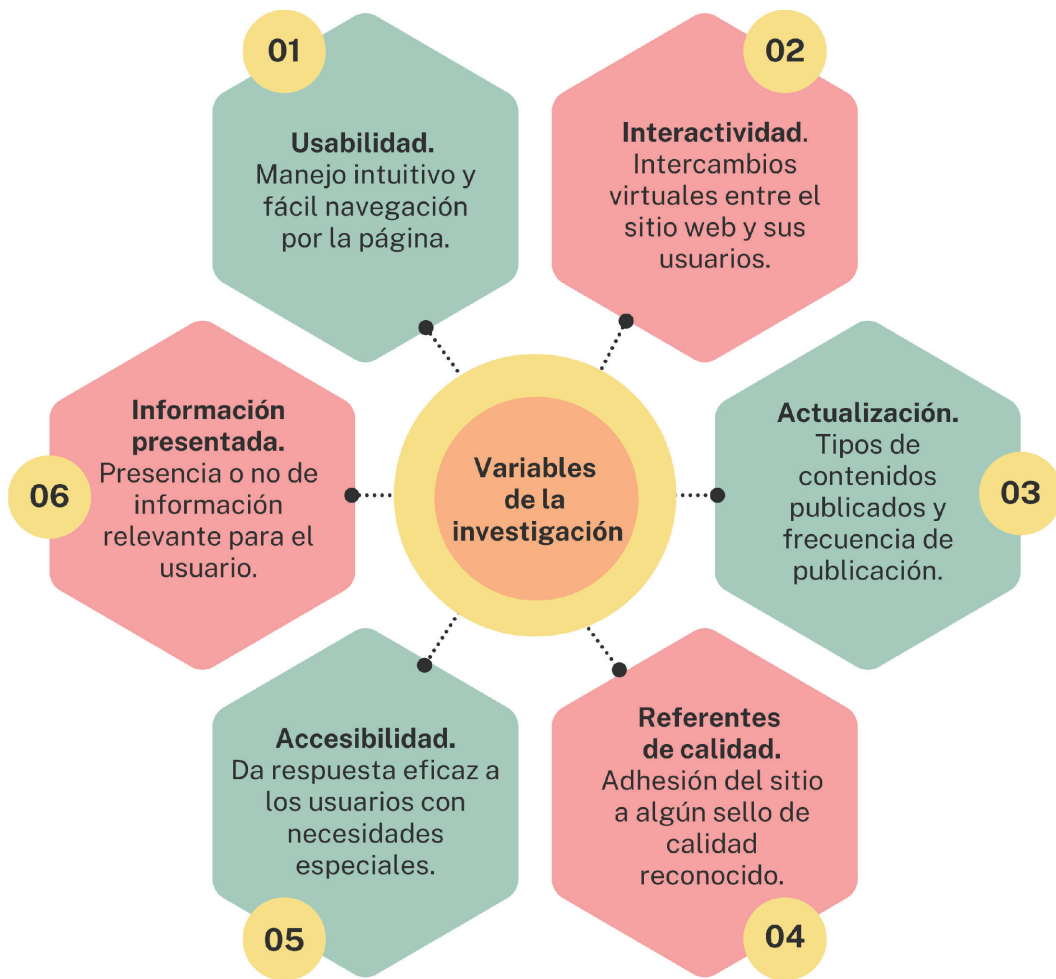 01
Usabilidad.
Manejo intuitivo y
fácil navegación
por la página.
02
Interactividad.
Intercambios
virtuales entre el
sitio web y sus
usuarios.
Actualización.
Tipos de
contenidos
publicados y
frecuencia de
publicación.
03
Referentes
de calidad.
Adhesión del sitio
a algún sello de
calidad
reconocido.
04
Accesibilidad.
Da respuesta eficaz a
los usuarios con
necesidades
especiales.
05
Información
presentada.
Presencia o no de
información
relevante para el
usuario.
06
Variables
de la
investigación